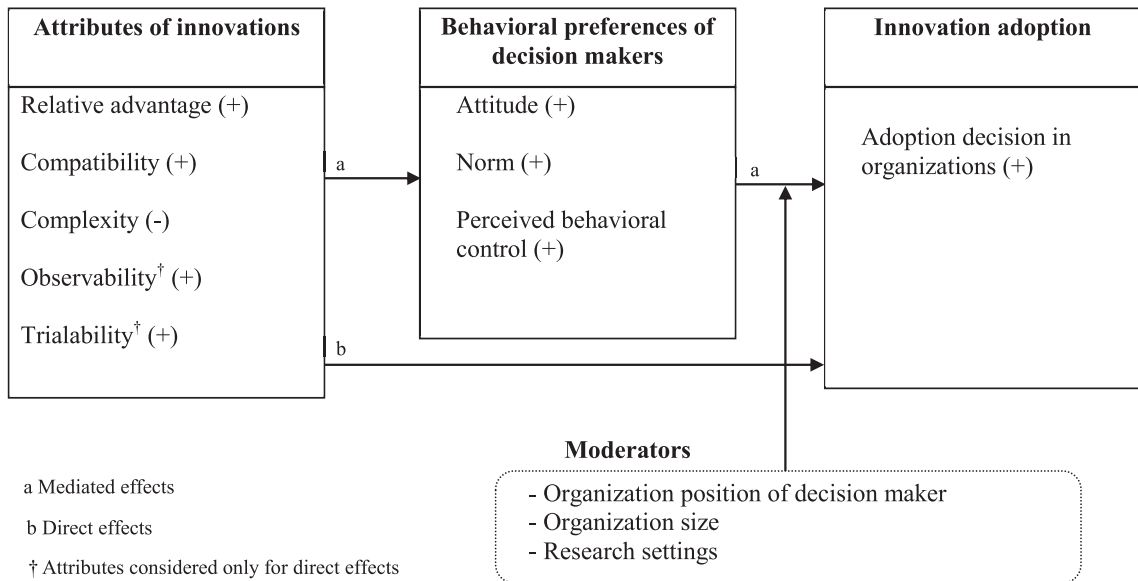 Attributes of innovations
Relative advantage (+)
Compatibility (+)
Complexity (-)
Observability† (+)
Trialability† (+)
a
b
Behavioral preferences of
decision makers
Attitude (+)
Norm (+)
Perceived behavioral
control (+)
a
Innovation adoption
Adoption decision in
organizations (+)
Moderators
- Organization position of decision maker
- Organization size
- Research settings
a Mediated effects
b Direct effects
† Attributes considered only for direct effects